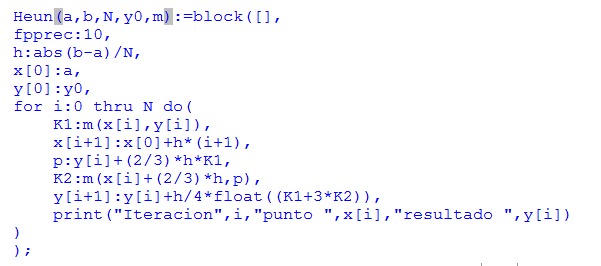 Heun(a,b,N,y0,m):=block([],
fpprec:10,
h:abs(b-a)/N,
x[0]:a,
y[0]:y0,
for i:0 thru N do(
    K1:m(x[i],y[i]),
    x[i+1]:x[0]+h*(i+1),
    p:y[i]+(2/3)*h*K1,
    K2:m(x[i]+(2/3)*h,p),
    y[i+1]:y[i]+h/4*float((K1+3*K2)),
    print("Iteracion",i,"punto ",x[i],"resultado ",y[i])
)
);